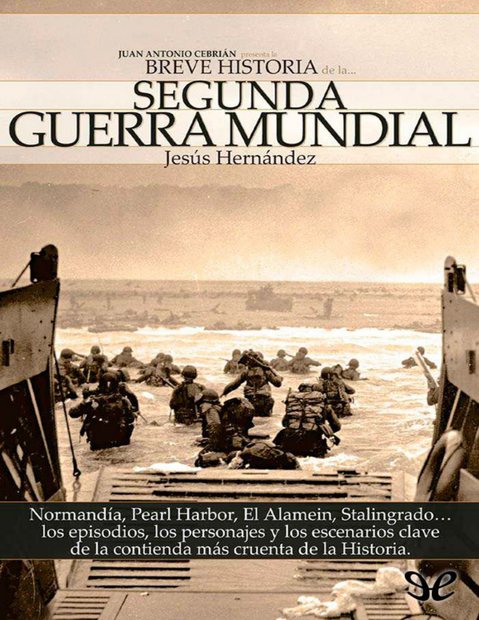 JUAN ANTONIO CEBRIÁN presenta la
BREVE HISTORIA de la...
SEGUNDA
GUERRA MUNDIAL
Jesús Hernández
Normandía, Pearl Harbor, El Alamein, Stalingrado...
los episodios, los personajes y los escenarios clave
de la contienda más cruenta de la Historia.